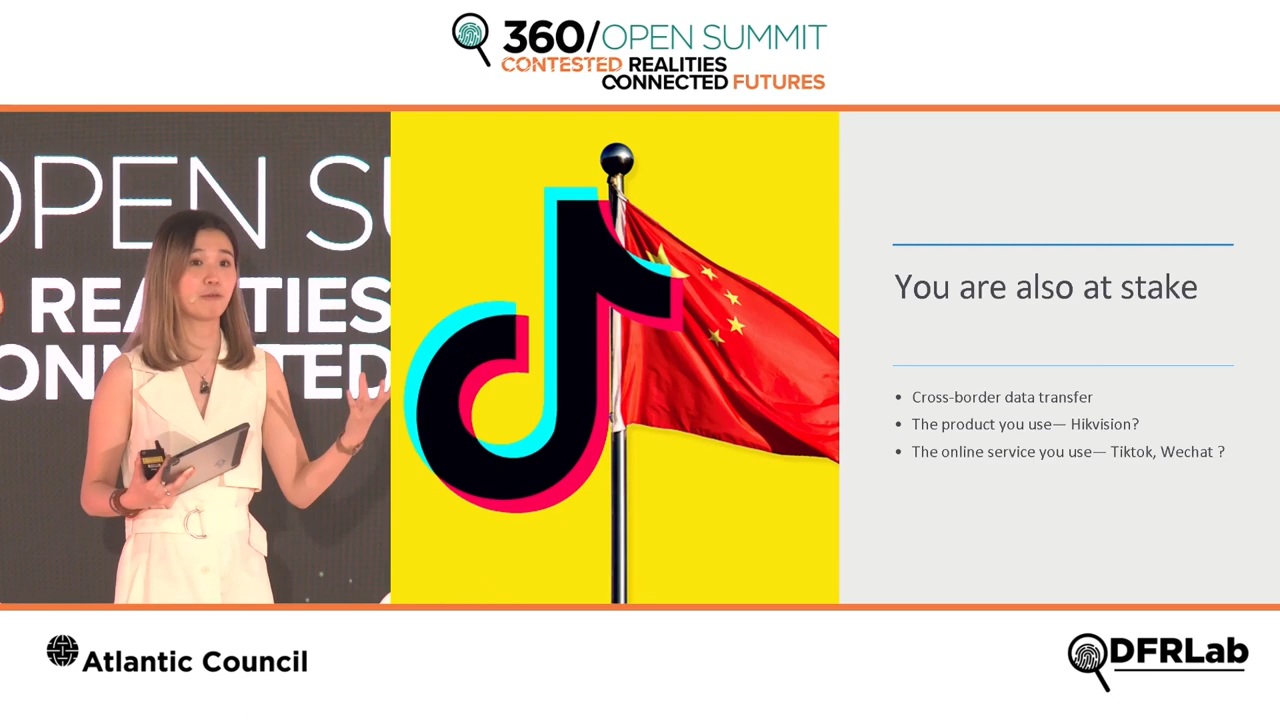 360/OPEN SUMMIT
CONTESTED REALITIES
CONNECTED FUTURES
OPEN SU
REALITIES
ONNECTED
You are also at stake
• Cross-border data transfer
• The product you use— Hikvision?
• The online service you use— Tiktok, Wechat ?
Atlantic Council
DFRLab